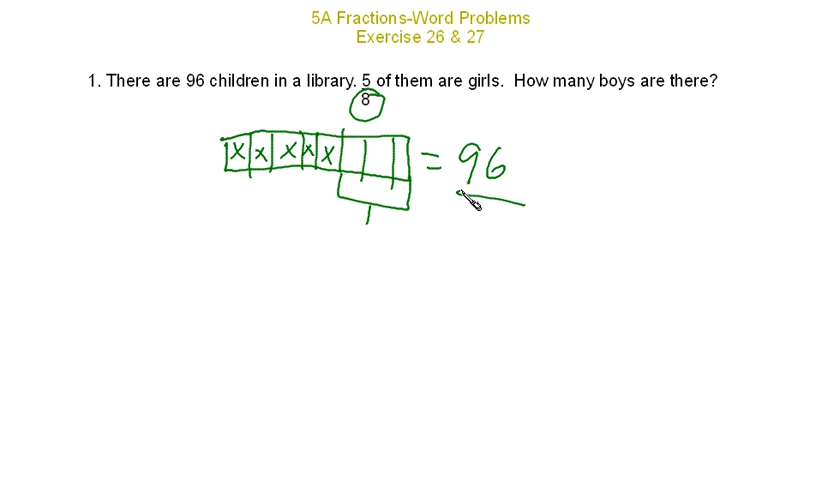 5A Fractions-Word Problems
Exercise 26 & 27
1. There are 96 children in a library. 5 of them are girls. How many boys are there?
8
x x x x x = 96